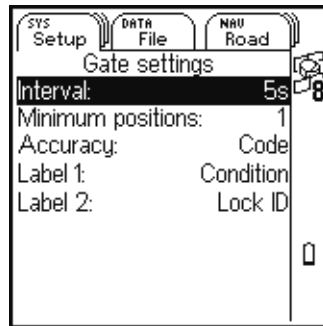 SYS DATA NAV
Setup File Road
Gate settings
Interval: 5s
Minimum positions: 1
Accuracy: Code
Label 1: Condition
Label 2: Lock ID
8